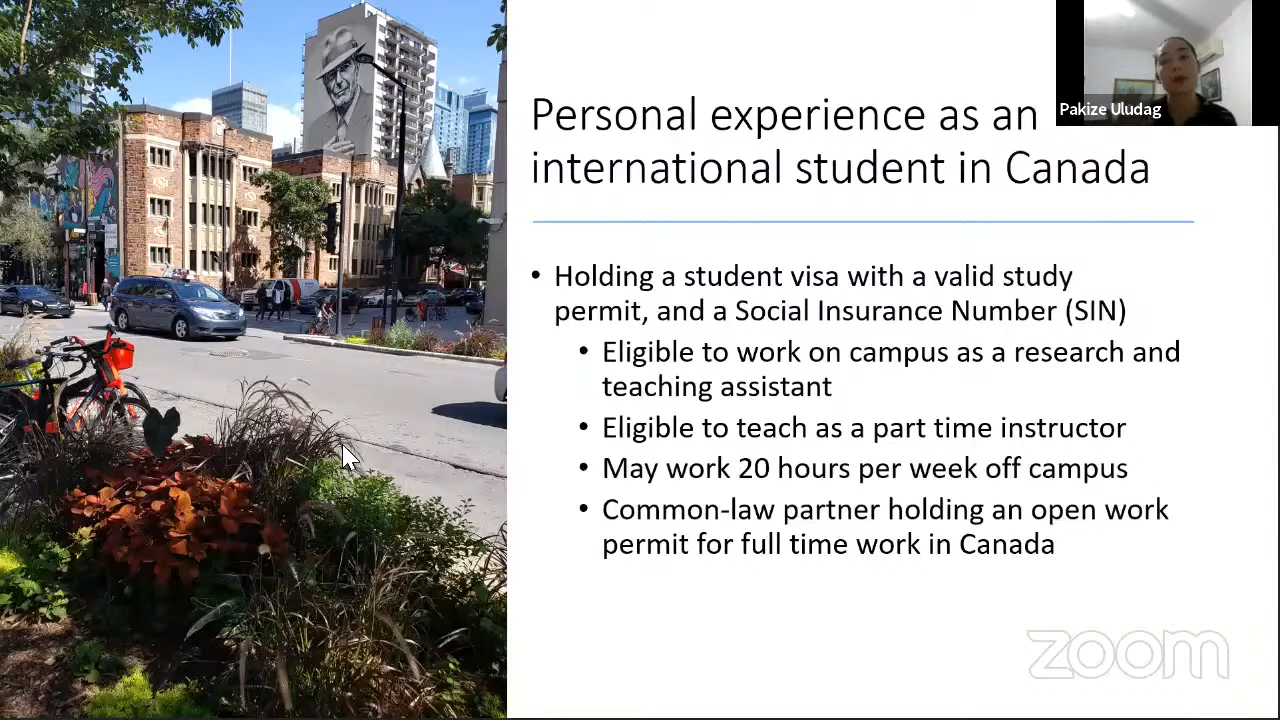 Pakize Uludag
Personal experience as an
international student in Canada
• Holding a student visa with a valid study
permit, and a Social Insurance Number (SIN)
• Eligible to work on campus as a research and
teaching assistant
• Eligible to teach as a part time instructor
• May work 20 hours per week off campus
• Common-law partner holding an open work
permit for full time work in Canada
zoom